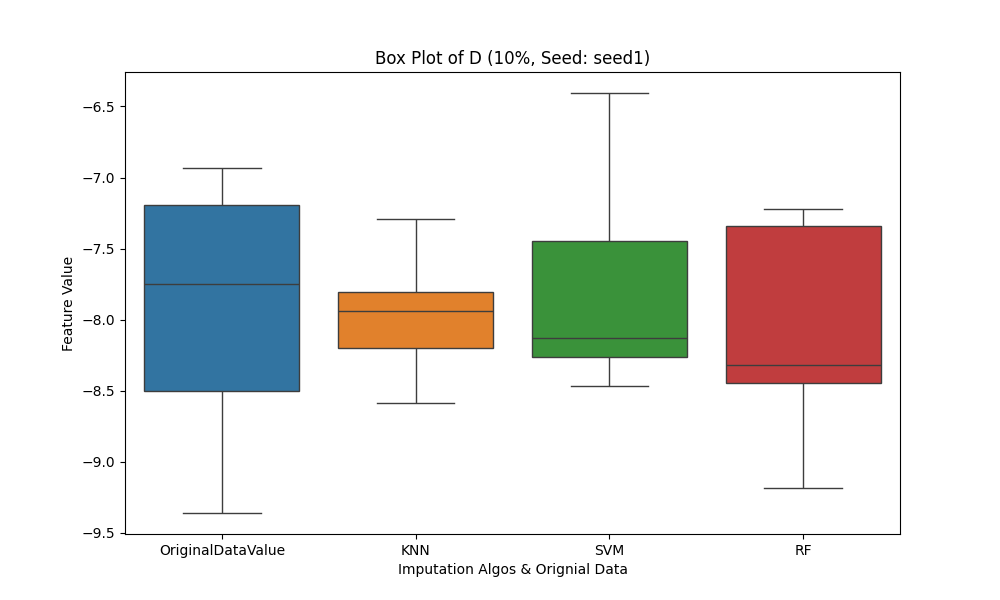 Box Plot of D (10%, Seed: seed1)
Feature Value
−6.5
−7.0
−7.5
−8.0
−8.5
−9.0
−9.5
OriginalDataValue
KNN
SVM
RF
Imputation Algos & Orignial Data